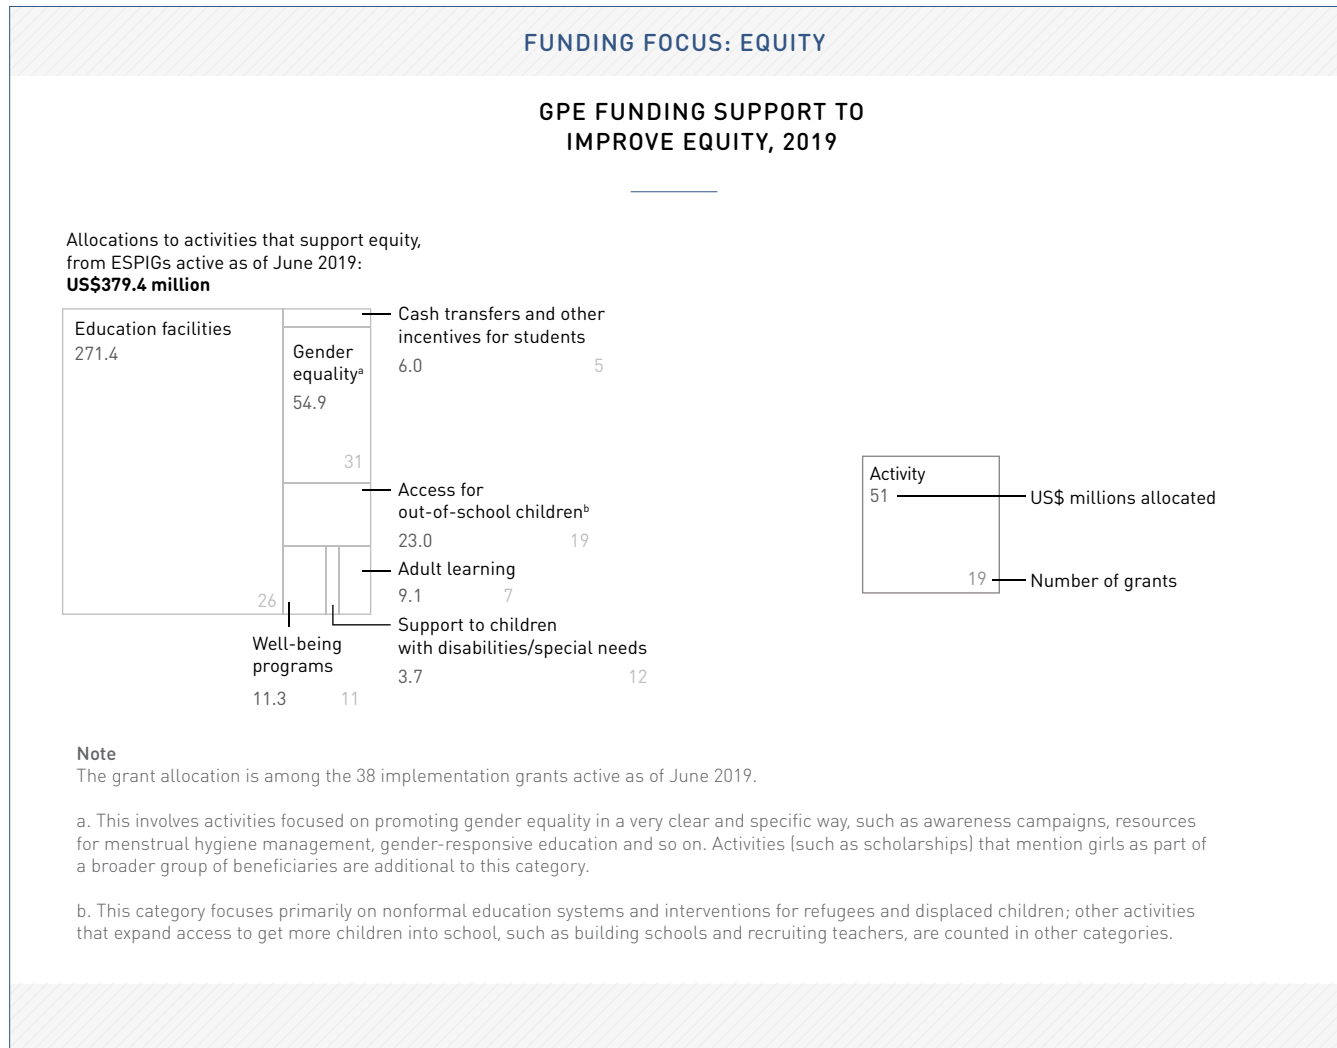 FUNDING FOCUS: EQUITY
GPE FUNDING SUPPORT TO
IMPROVE EQUITY, 2019
Allocations to activities that support equity,
from ESPIGs active as of June 2019:
US$379.4 million
Education facilities
271.4
26
Gender
equalityᵃ
54.9
31
Cash transfers and other
incentives for students
6.0 5
Access for
out-of-school childrenᵇ
23.0 19
Adult learning
9.1 7
Support to children
with disabilities/special needs
3.7 12
Well-being
programs
11.3 11
Activity
51 US$ millions allocated
19 Number of grants
Note
The grant allocation is among the 38 implementation grants active as of June 2019.
a. This involves activities focused on promoting gender equality in a very clear and specific way, such as awareness campaigns, resources
for menstrual hygiene management, gender-responsive education and so on. Activities (such as scholarships) that mention girls as part of
a broader group of beneficiaries are additional to this category.
b. This category focuses primarily on nonformal education systems and interventions for refugees and displaced children; other activities
that expand access to get more children into school, such as building schools and recruiting teachers, are counted in other categories.